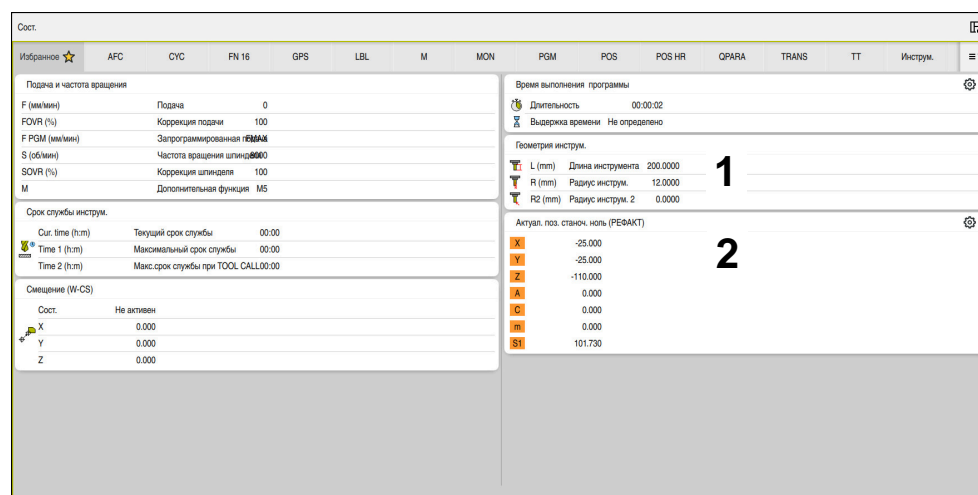 Сост.
Избранное AFC CYC FN 16 GPS LBL M MON PGM POS POS HR QPARA TRANS TT Инструм.
Подача и частота вращения
F (мм/мин) Подача 0
FOVR (%) Коррекция подачи 100
F PGM (мм/мин) Запрограммированная подача FMAX
S (об/мин) Частота вращения шпинделя 8000
SOVR (%) Коррекция шпинделя 100
M Дополнительная функция M5
Срок службы инструм.
Cur. time (h:m) Текущий срок службы 00:00
Time 1 (h:m) Максимальный срок службы 00:00
Time 2 (h:m) Макс.срок службы при TOOL CALL 00:00
Смещение (W-CS)
Сост. Не активен
X 0.000
Y 0.000
Z 0.000
Время выполнения программы
Длительность 00:00:02
Выдержка времени Не определено
Геометрия инструм.
L (mm) Длина инструмента 200.0000
R (mm) Радиус инструм. 12.0000
R2 (mm) Радиус инструм. 2 0.0000
1
Актуал. поз. станоч. ноль (РЕФАКТ)
X -25.000
Y -25.000
Z -110.000
A 0.000
C 0.000
m 0.000
S1 101.730
2